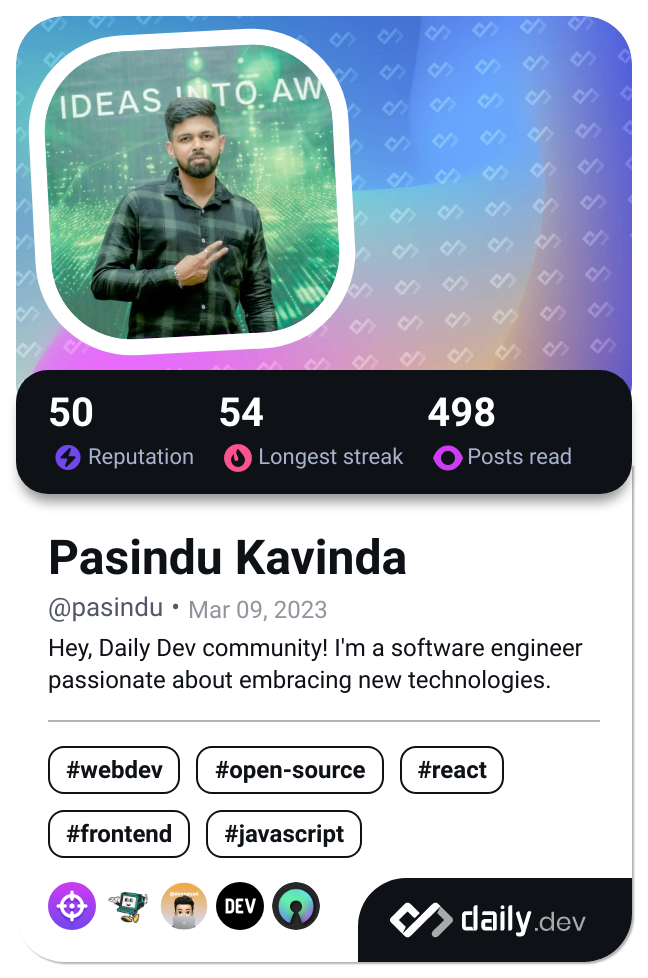 IDEAS INTO AW
50
54
498
Reputation
Longest streak
Posts read
Pasindu Kavinda
@pasindu • Mar 09, 2023
Hey, Daily Dev community! I'm a software engineer
passionate about embracing new technologies.
#webdev
#open-source
#react
#frontend
#javascript
DEV
daily.dev